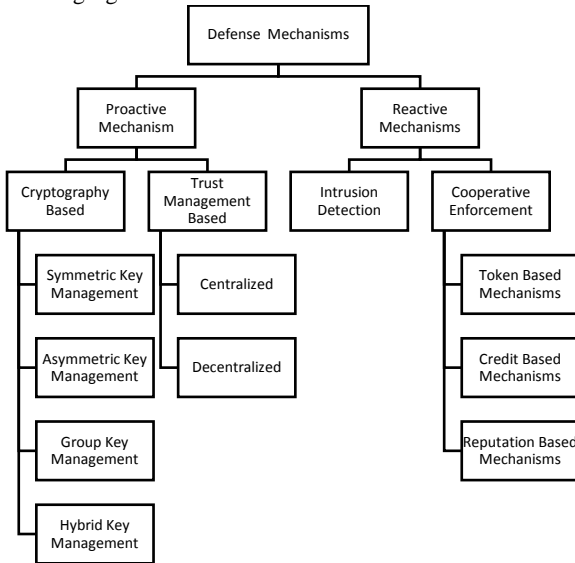 Defense Mechanisms
Proactive
Mechanism
Reactive
Mechanisms
Cryptography
Based
Trust
Management
Based
Intrusion
Detection
Cooperative
Enforcement
Symmetric Key
Management
Centralized
Token Based
Mechanisms
Asymmetric Key
Management
Decentralized
Credit Based
Mechanisms
Group Key
Management
Reputation Based
Mechanisms
Hybrid Key
Management